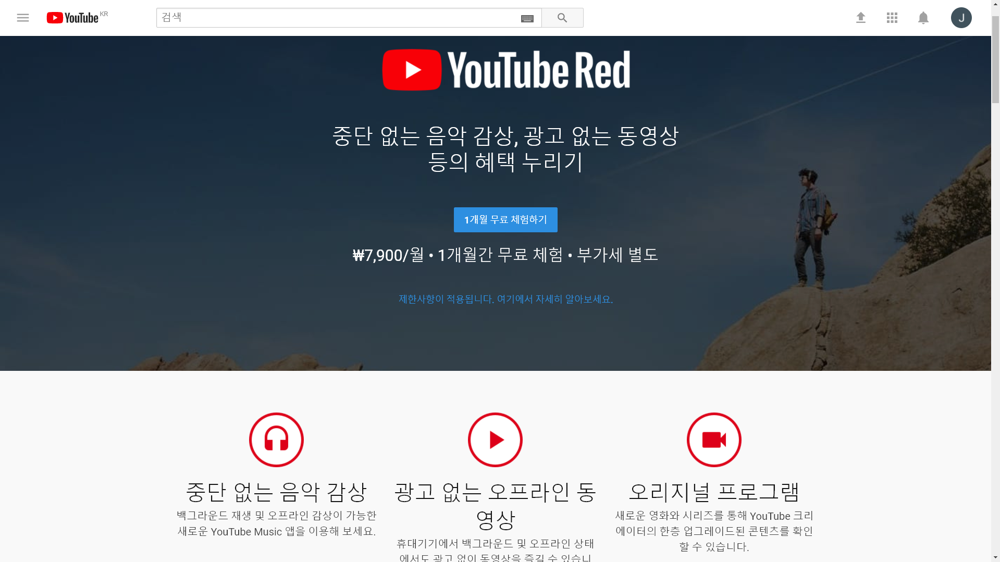 YouTube KR
검색
J
YouTube Red
중단 없는 음악 감상, 광고 없는 동영상
등의 혜택 누리기
1개월 무료 체험하기
₩7,900/월 • 1개월간 무료 체험 • 부가세 별도
제한사항이 적용됩니다. 여기에서 자세히 알아보세요.
중단 없는 음악 감상
백그라운드 재생 및 오프라인 감상이 가능한
새로운 YouTube Music 앱을 이용해 보세요.
광고 없는 오프라인 동
영상
휴대기기에서 백그라운드 및 오프라인 상태
에서도 광고 없이 동영상을 즐길 수 있습니
오리지널 프로그램
새로운 영화와 시리즈를 통해 YouTube 크리
에이터의 한층 업그레이드된 콘텐츠를 확인
할 수 있습니다.